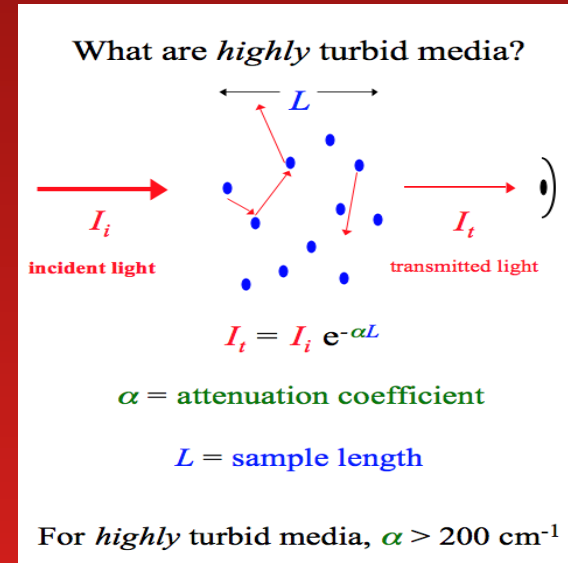 What are highly turbid media?
L
Iᵢ
Iₜ
incident light
transmitted light
Iₜ = Iᵢ e⁻ᵅᴸ
α = attenuation coefficient
L = sample length
For highly turbid media, α > 200 cm⁻¹